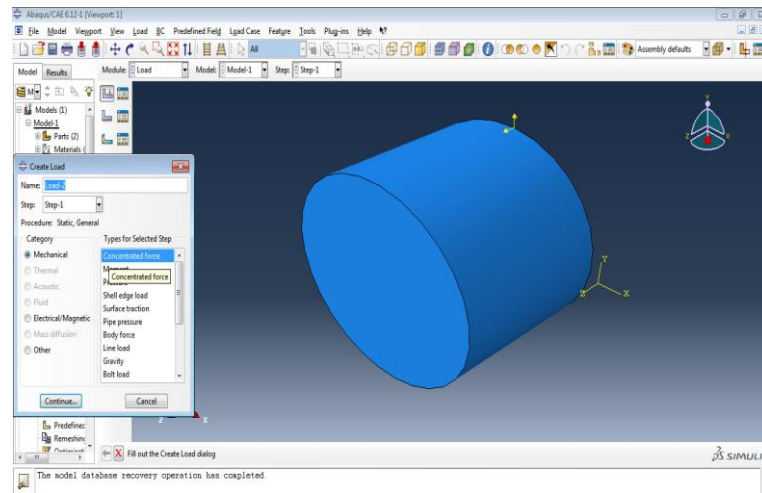 Abaqus/CAE 6.12-1 [Viewport: 1]
File Model Viewport View Load BC Predefined Field Load Case Feature Tools Plug-ins Help
All
Assembly defaults
Model Results Module: Load Model: Model-1 Step: Step-1
Models (1)
Model-1
Parts (2)
Materials (
Create Load
Name: Load-2
Step: Step-1
Procedure: Static, General
Category Types for Selected Step
Mechanical Concentrated force
Thermal
Concentrated force
Acoustic
Fluid Shell edge load
Surface traction
Electrical/Magnetic Pipe pressure
Mass diffusion Body force
Other Line load
Gravity
Bolt load
Continue... Cancel
Predefined
Remeshing
Y
Z X
Z X
Fill out the Create Load dialog
SIMULI
The model database recovery operation has completed.